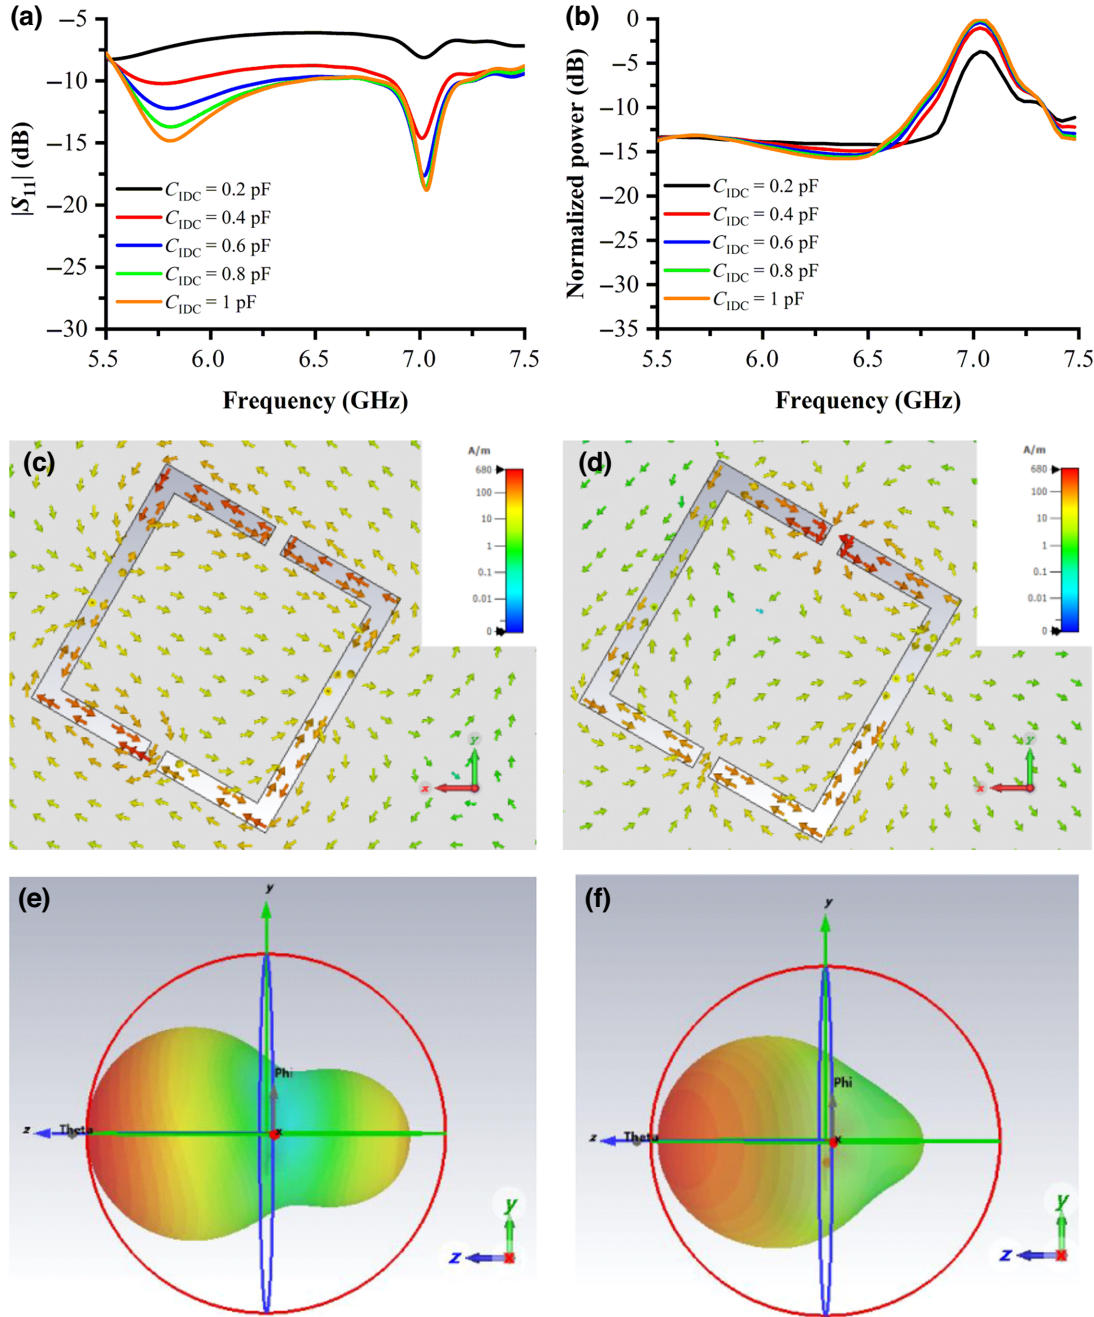 (a)
−5
−10
−15
−20
−25
−30
|S11| (dB)
CIDC = 0.2 pF
CIDC = 0.4 pF
CIDC = 0.6 pF
CIDC = 0.8 pF
CIDC = 1 pF
5.5 6.0 6.5 7.0 7.5
Frequency (GHz)
(b)
0
−5
−10
−15
−20
−25
−30
−35
Normalized power (dB)
CIDC = 0.2 pF
CIDC = 0.4 pF
CIDC = 0.6 pF
CIDC = 0.8 pF
CIDC = 1 pF
5.5 6.0 6.5 7.0 7.5
Frequency (GHz)
(c)
A/m
680
100
10
1
0.1
0.01
0
y
x
(d)
A/m
680
100
10
1
0.1
0.01
0
y
x
(e)
y
Phi
z
Theta
x
y
z
x
(f)
y
Phi
z
Theta
x
y
z
x